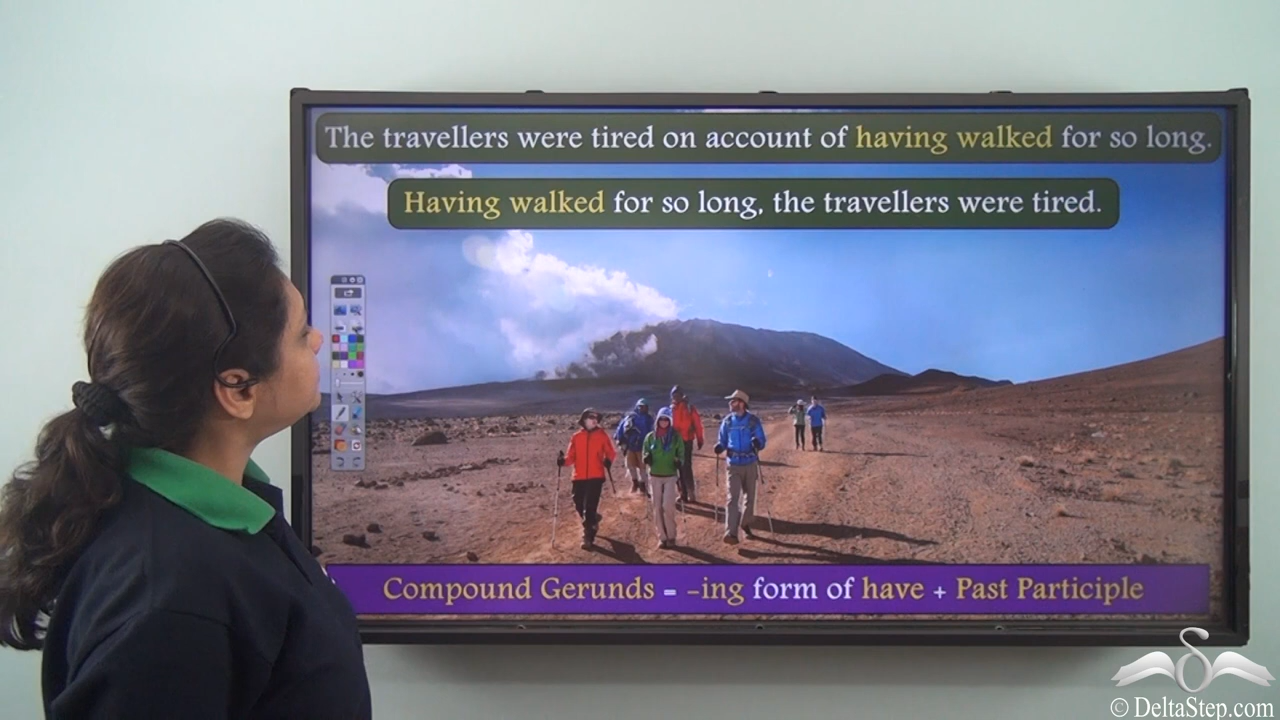 The travellers were tired on account of having walked for so long.
Having walked for so long, the travellers were tired.
Compound Gerunds = -ing form of have + Past Participle
© DeltaStep.com